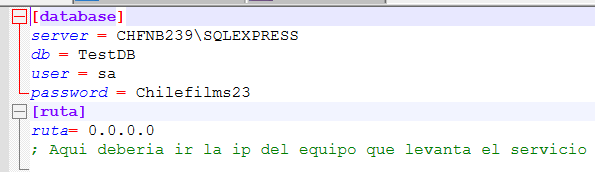 [database]
server = CHFNB239\SQLEXPRESS
db = TestDB
user = sa
password = Chilefilms23
[ruta]
ruta= 0.0.0.0
; Aqui deberia ir la ip del equipo que levanta el servicio